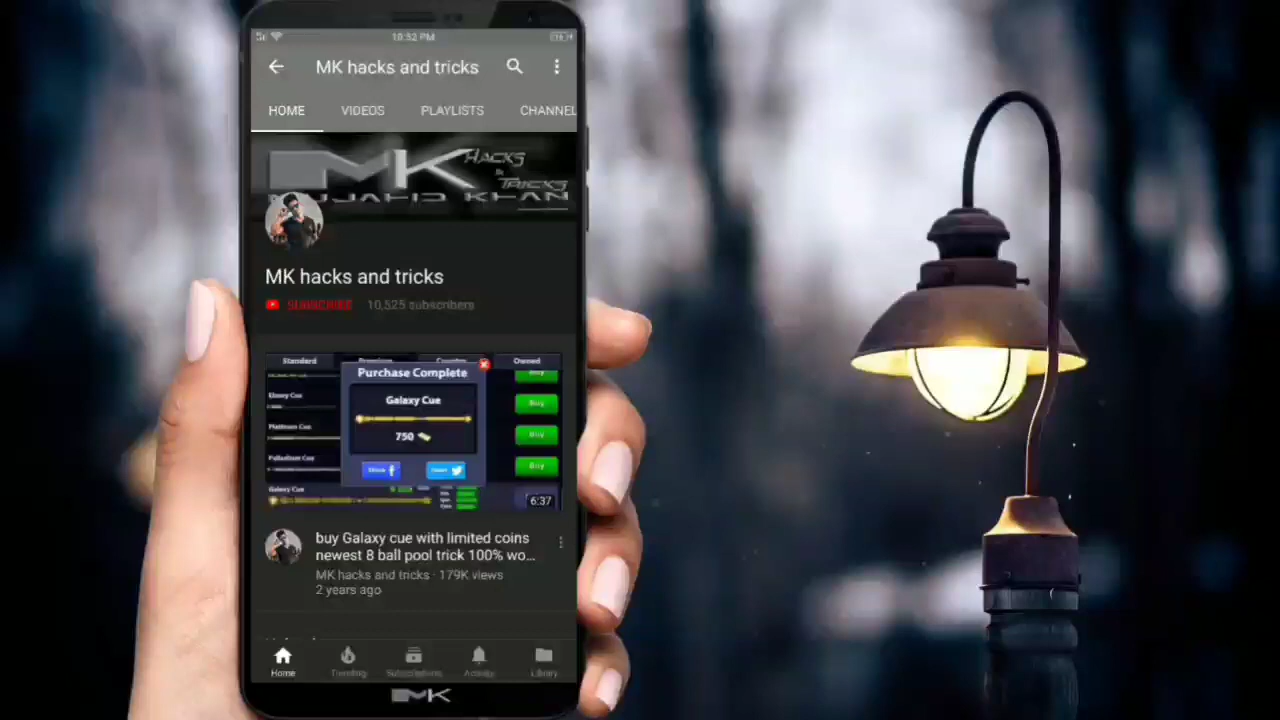 10:52 PM
MK hacks and tricks
HOME VIDEOS PLAYLISTS CHANNEL
MK HACKS
&
TRICKS
KHAN
MK hacks and tricks
SUBSCRIBE 10,525 subscribers
Standard Premium Country Owned
Purchase Complete
Buy
Ebony Cue
Galaxy Cue
Buy
Platinum Cue
750
Buy
Palladium Cue
Share
Buy
Galaxy Cue
6:37
buy Galaxy cue with limited coins
newest 8 ball pool trick 100% wo...
MK hacks and tricks · 179K views
2 years ago
Home Trending Subscriptions Activity Library
MK